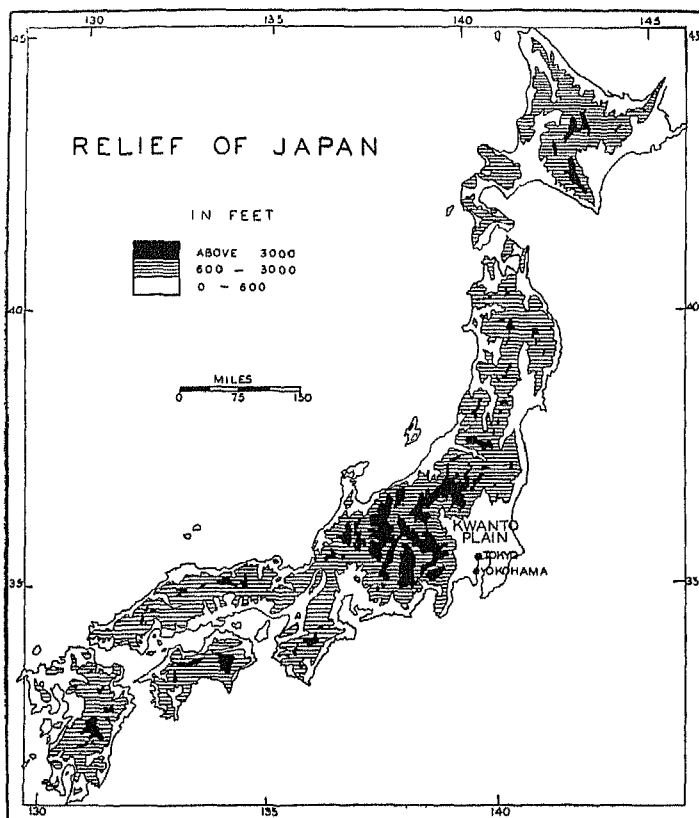 130 135 140 145
45 45
RELIEF OF JAPAN
IN FEET
ABOVE 3000
600 — 3000
0 — 600
40 40
MILES
0 75 150
KWANTO
PLAIN
TOKYO
YOKOHAMA
35 35
130 135 140